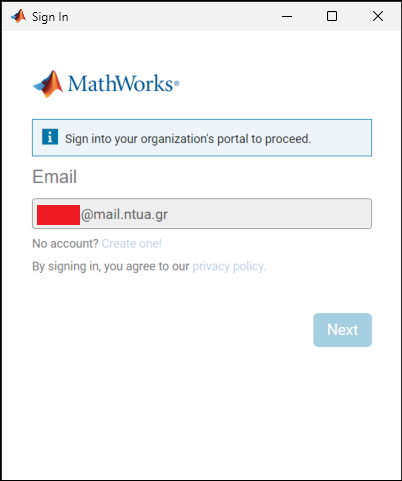 Sign In
MathWorks®
Sign into your organization's portal to proceed.
Email
@mail.ntua.gr
No account? Create one!
By signing in, you agree to our privacy policy.
Next